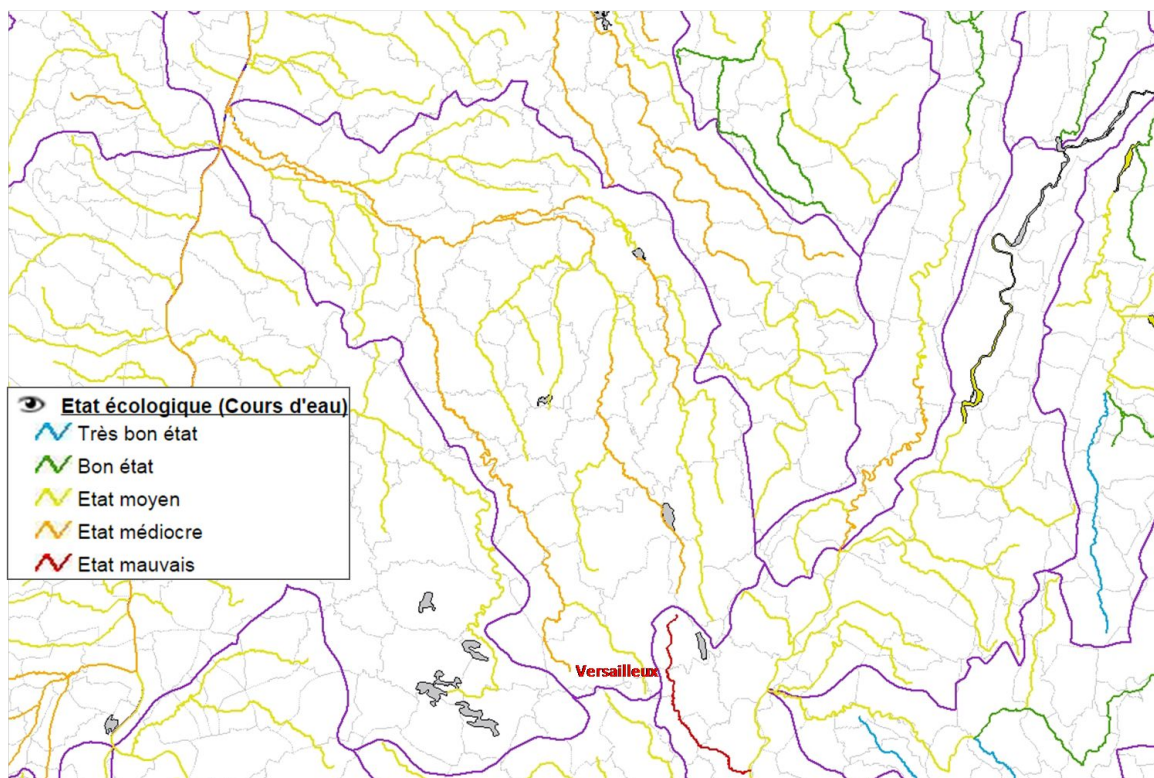 Etat écologique (Cours d'eau)
Très bon état
Bon état
Etat moyen
Etat médiocre
Etat mauvais
Versailleux